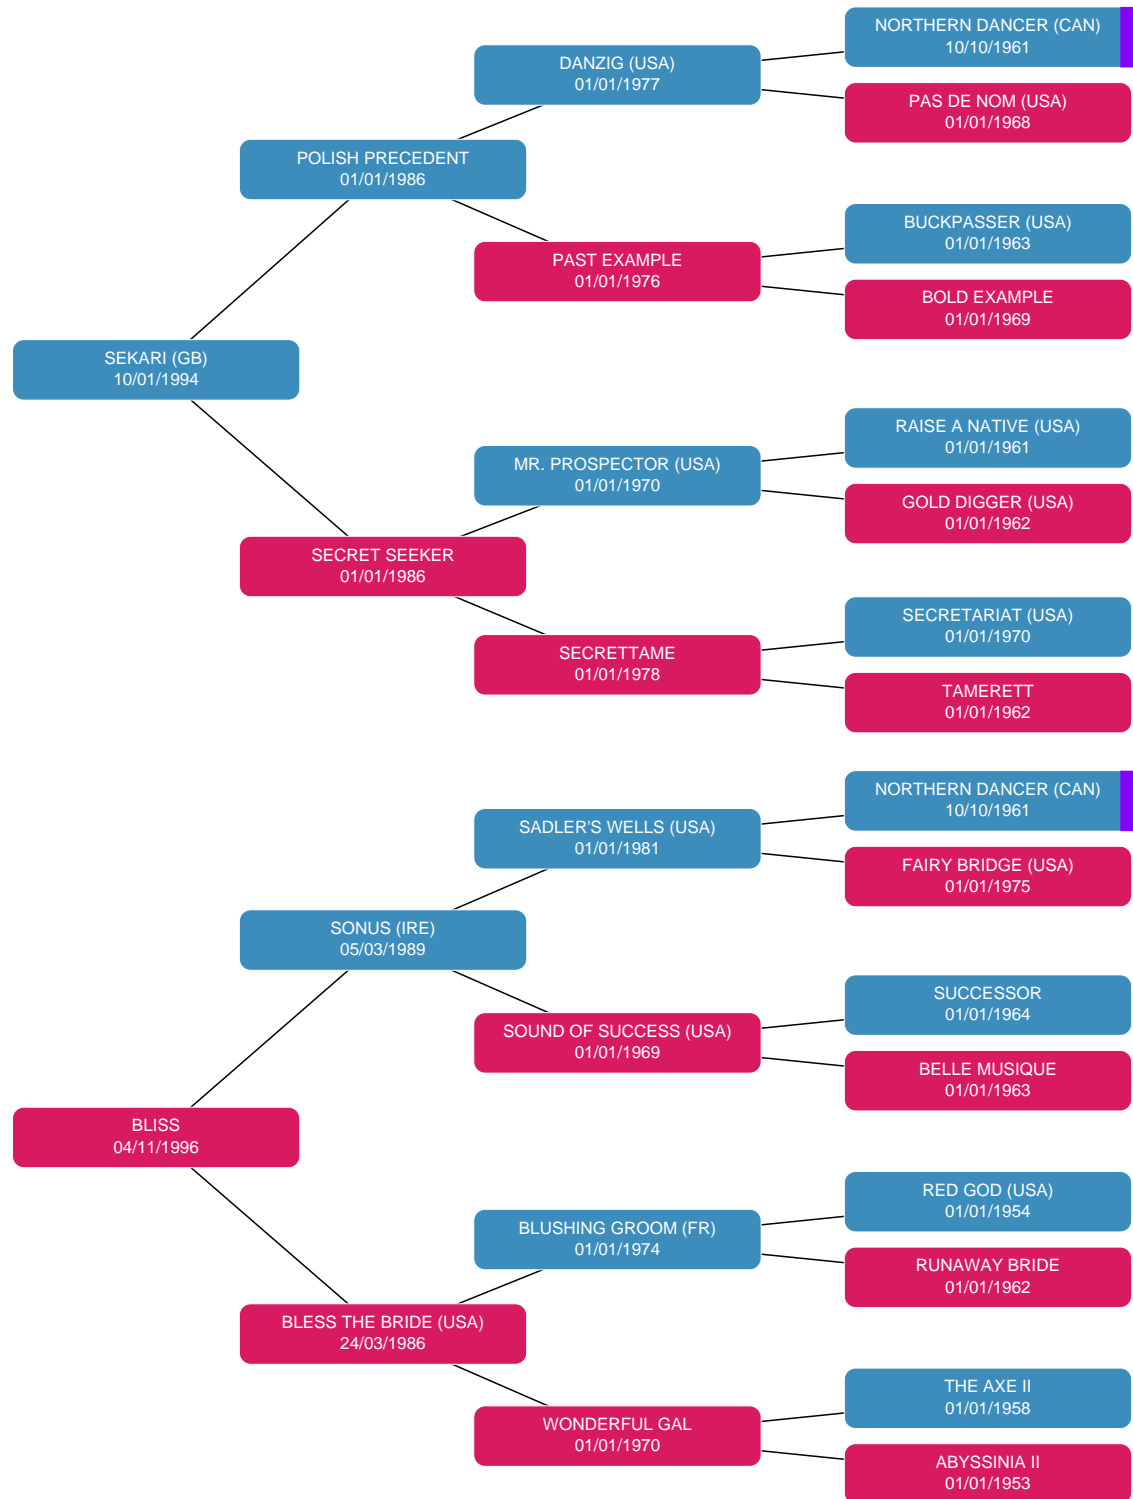 NORTHERN DANCER (CAN)
10/10/1961
DANZIG (USA)
01/01/1977
PAS DE NOM (USA)
01/01/1968
POLISH PRECEDENT
01/01/1986
BUCKPASSER (USA)
01/01/1963
PAST EXAMPLE
01/01/1976
BOLD EXAMPLE
01/01/1969
SEKARI (GB)
10/01/1994
RAISE A NATIVE (USA)
01/01/1961
MR. PROSPECTOR (USA)
01/01/1970
GOLD DIGGER (USA)
01/01/1962
SECRET SEEKER
01/01/1986
SECRETARIAT (USA)
01/01/1970
SECRETTAME
01/01/1978
TAMERETT
01/01/1962
NORTHERN DANCER (CAN)
10/10/1961
SADLER'S WELLS (USA)
01/01/1981
FAIRY BRIDGE (USA)
01/01/1975
SONUS (IRE)
05/03/1989
SUCCESSOR
01/01/1964
SOUND OF SUCCESS (USA)
01/01/1969
BELLE MUSIQUE
01/01/1963
BLISS
04/11/1996
RED GOD (USA)
01/01/1954
BLUSHING GROOM (FR)
01/01/1974
RUNAWAY BRIDE
01/01/1962
BLESS THE BRIDE (USA)
24/03/1986
THE AXE II
01/01/1958
WONDERFUL GAL
01/01/1970
ABYSSINIA II
01/01/1953